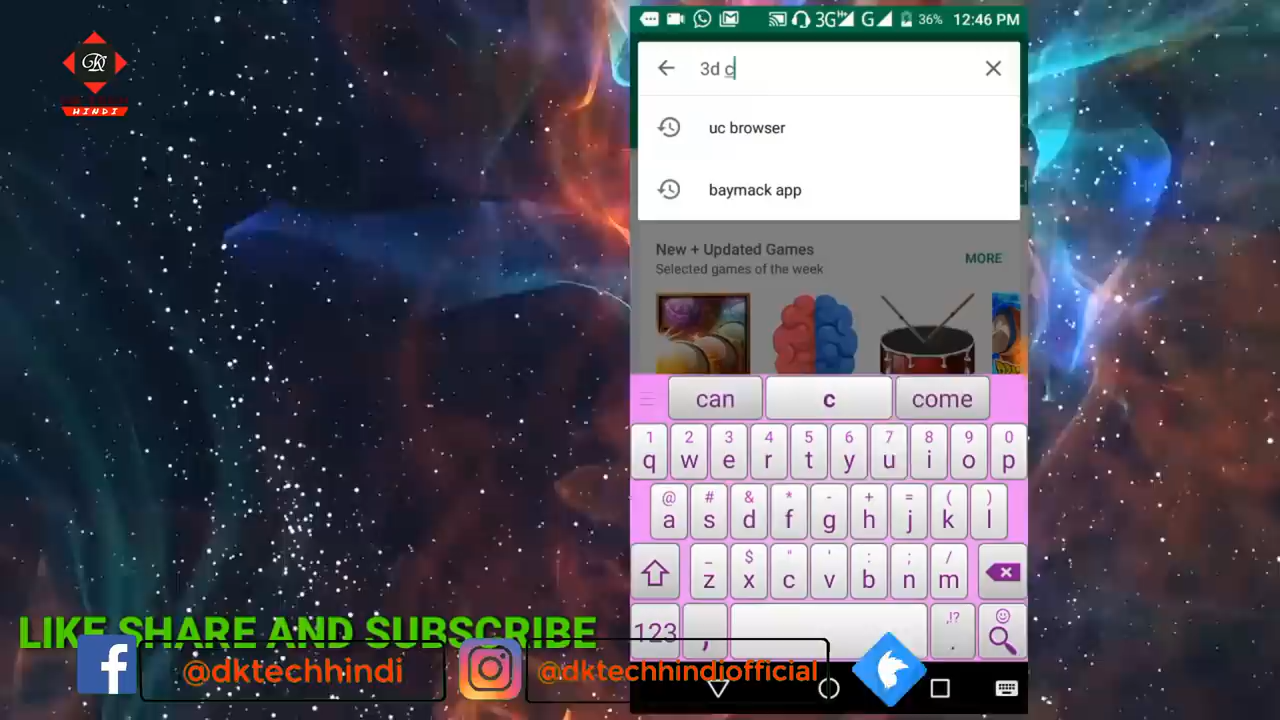 HINDI
3G
H+
G
36%
12:46 PM
3d c
uc browser
baymack app
New + Updated Games
Selected games of the week
MORE
can
c
come
1 2 3 4 5 6 7 8 9 0
q w e r t y u i o p
@ # & * - + = ( )
a s d f g h j k l
_ $ " ' : ; /
z x c v b n m
123 , ,!? .
LIKE SHARE AND SUBSCRIBE
@dktechhindi
@dktechhindiofficial